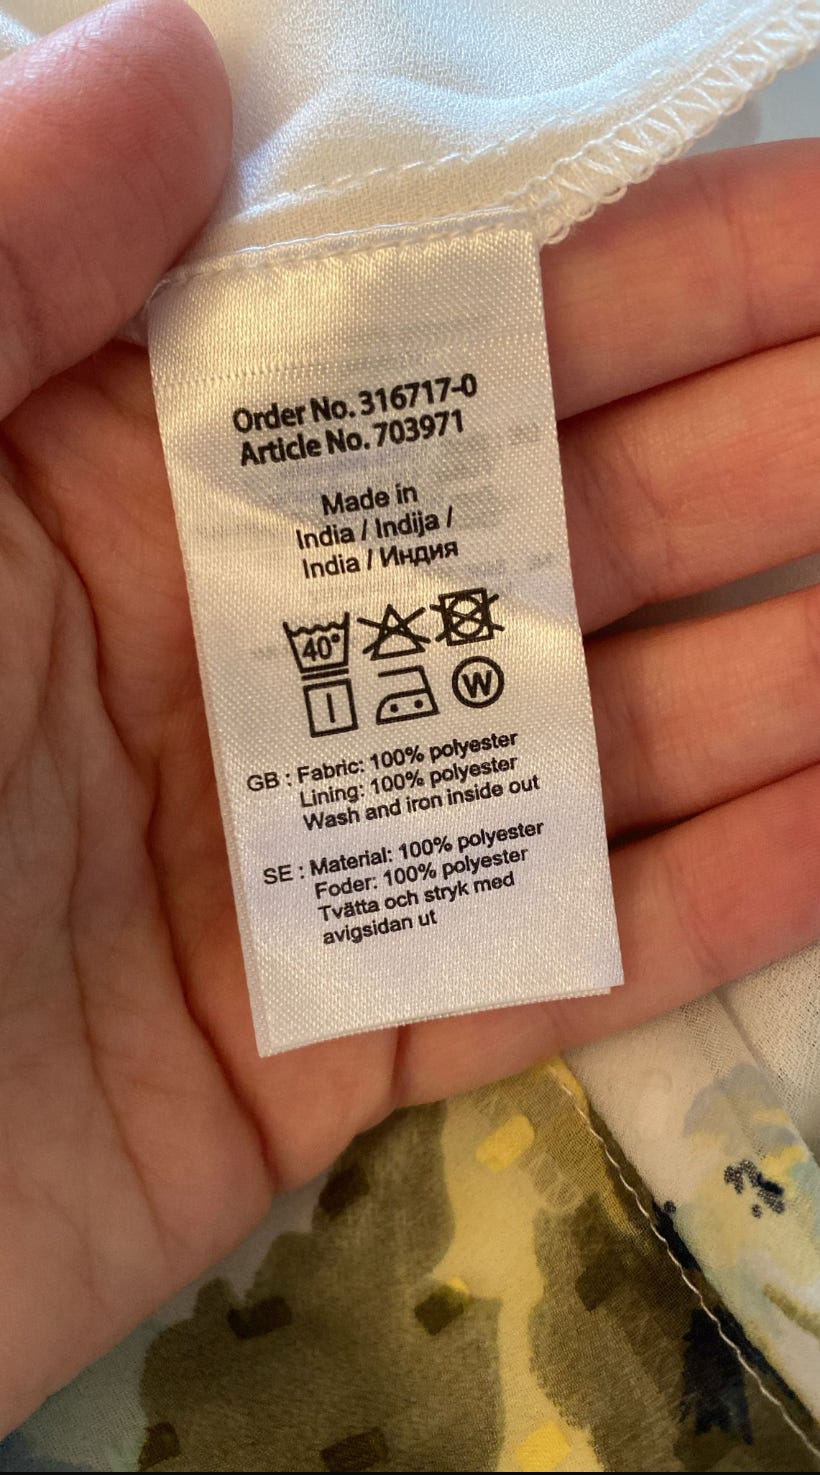 Order No. 316717-0
Article No. 703971
Made in
India / Indija /
India / Индия
40°
W
GB : Fabric: 100% polyester
Lining: 100% polyester
Wash and iron inside out
SE : Material: 100% polyester
Foder: 100% polyester
Tvätta och stryk med
avigsidan ut